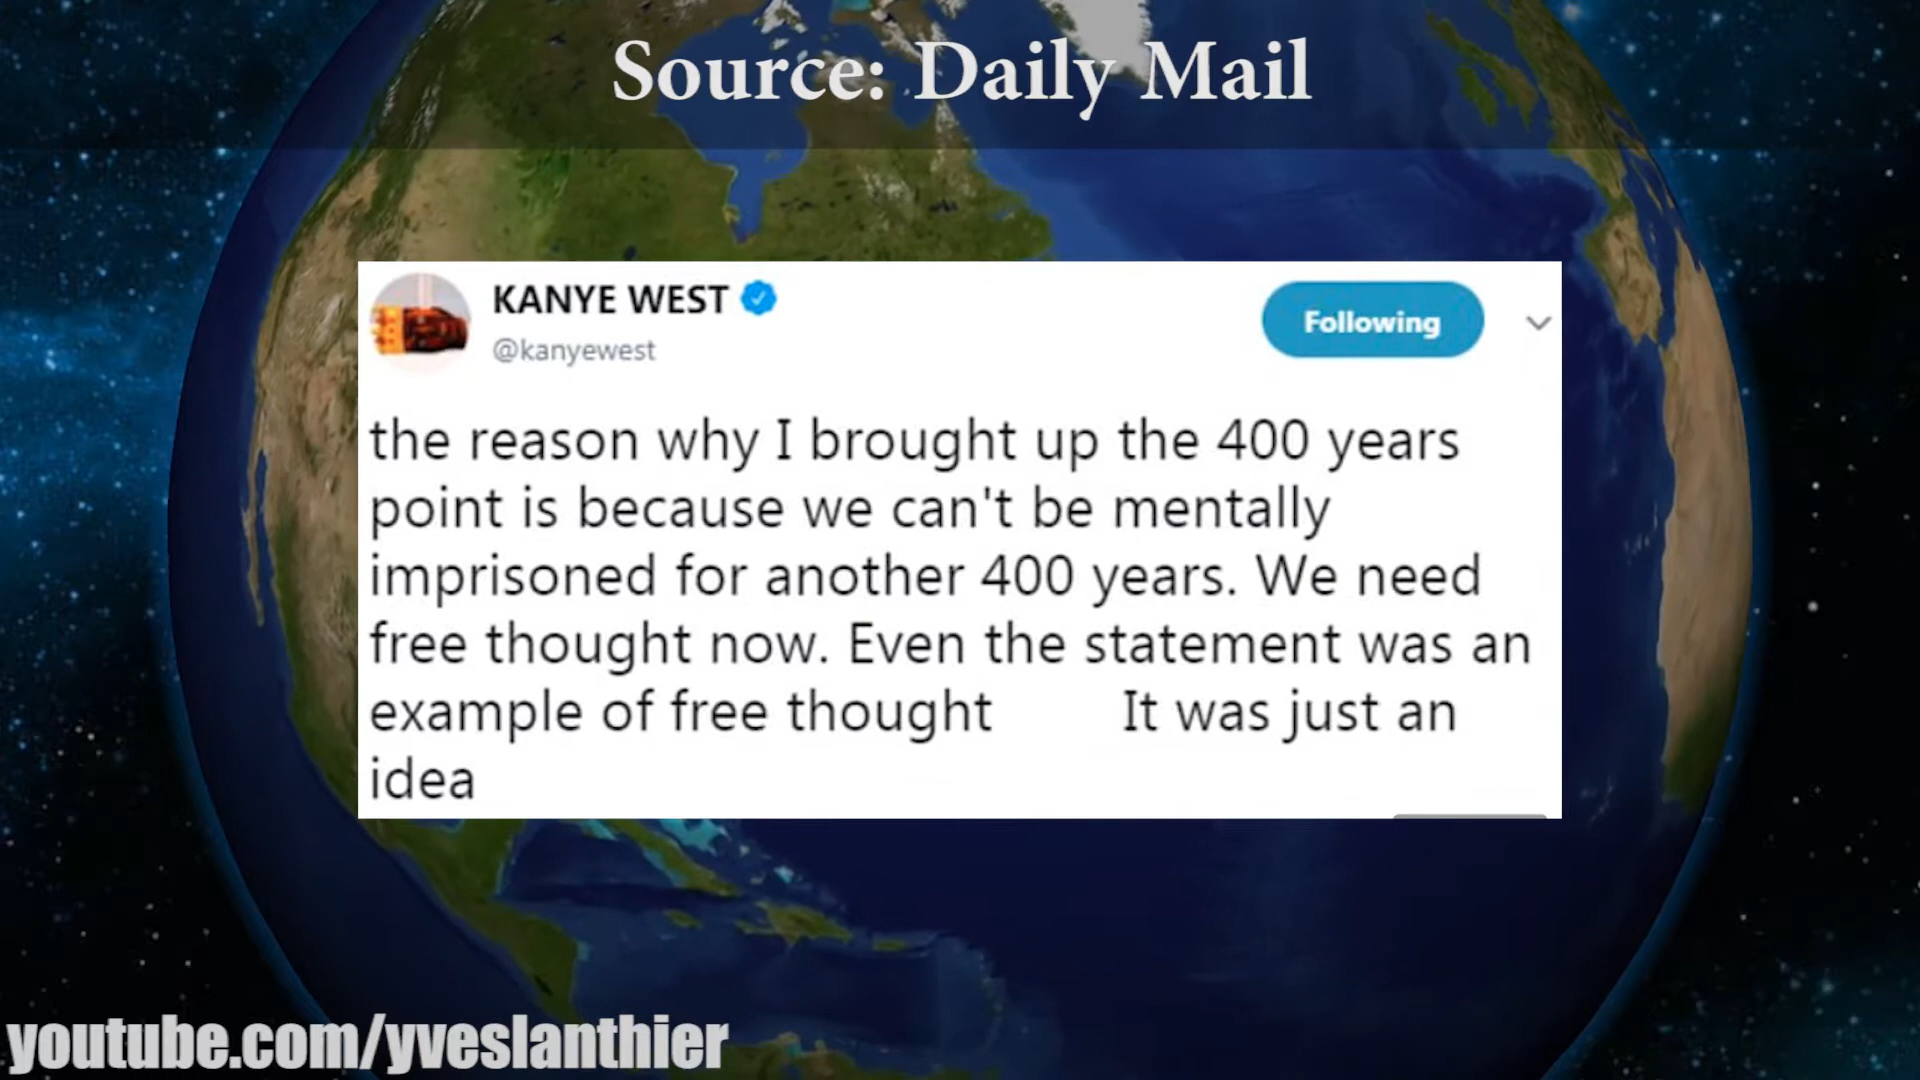 Source: Daily Mail
KANYE WEST
@kanyewest
Following
the reason why I brought up the 400 years
point is because we can't be mentally
imprisoned for another 400 years. We need
free thought now. Even the statement was an
example of free thought It was just an
idea
youtube.com/yveslanthier